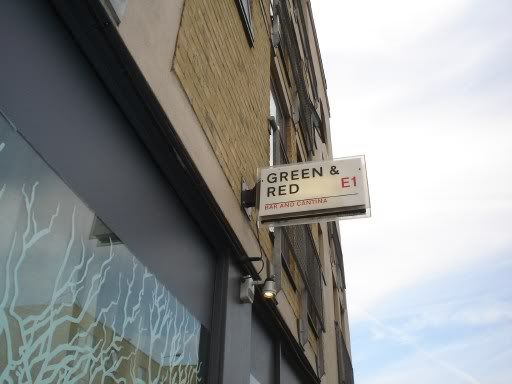 GREEN &
RED E1
BAR AND CANTINA